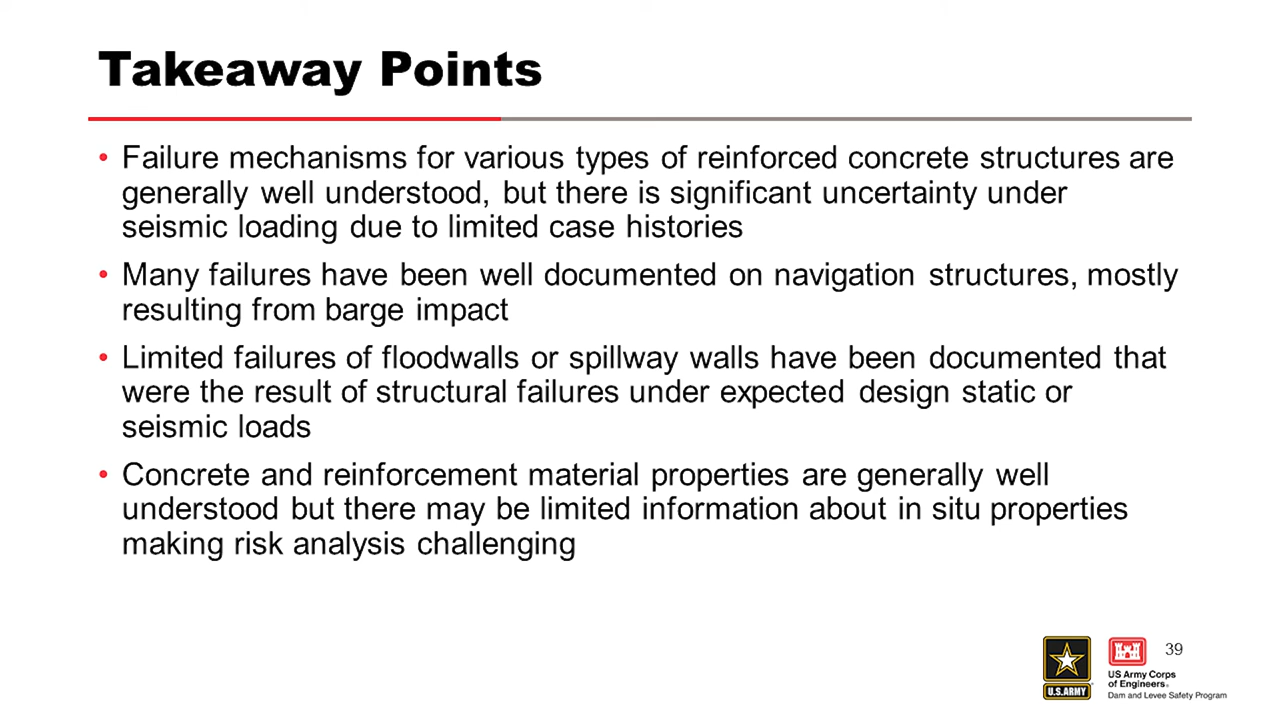 Takeaway Points
• Failure mechanisms for various types of reinforced concrete structures are
generally well understood, but there is significant uncertainty under
seismic loading due to limited case histories
• Many failures have been well documented on navigation structures, mostly
resulting from barge impact
• Limited failures of floodwalls or spillway walls have been documented that
were the result of structural failures under expected design static or
seismic loads
• Concrete and reinforcement material properties are generally well
understood but there may be limited information about in situ properties
making risk analysis challenging
39
U.S.ARMY
US Army Corps
of Engineers®
Dam and Levee Safety Program